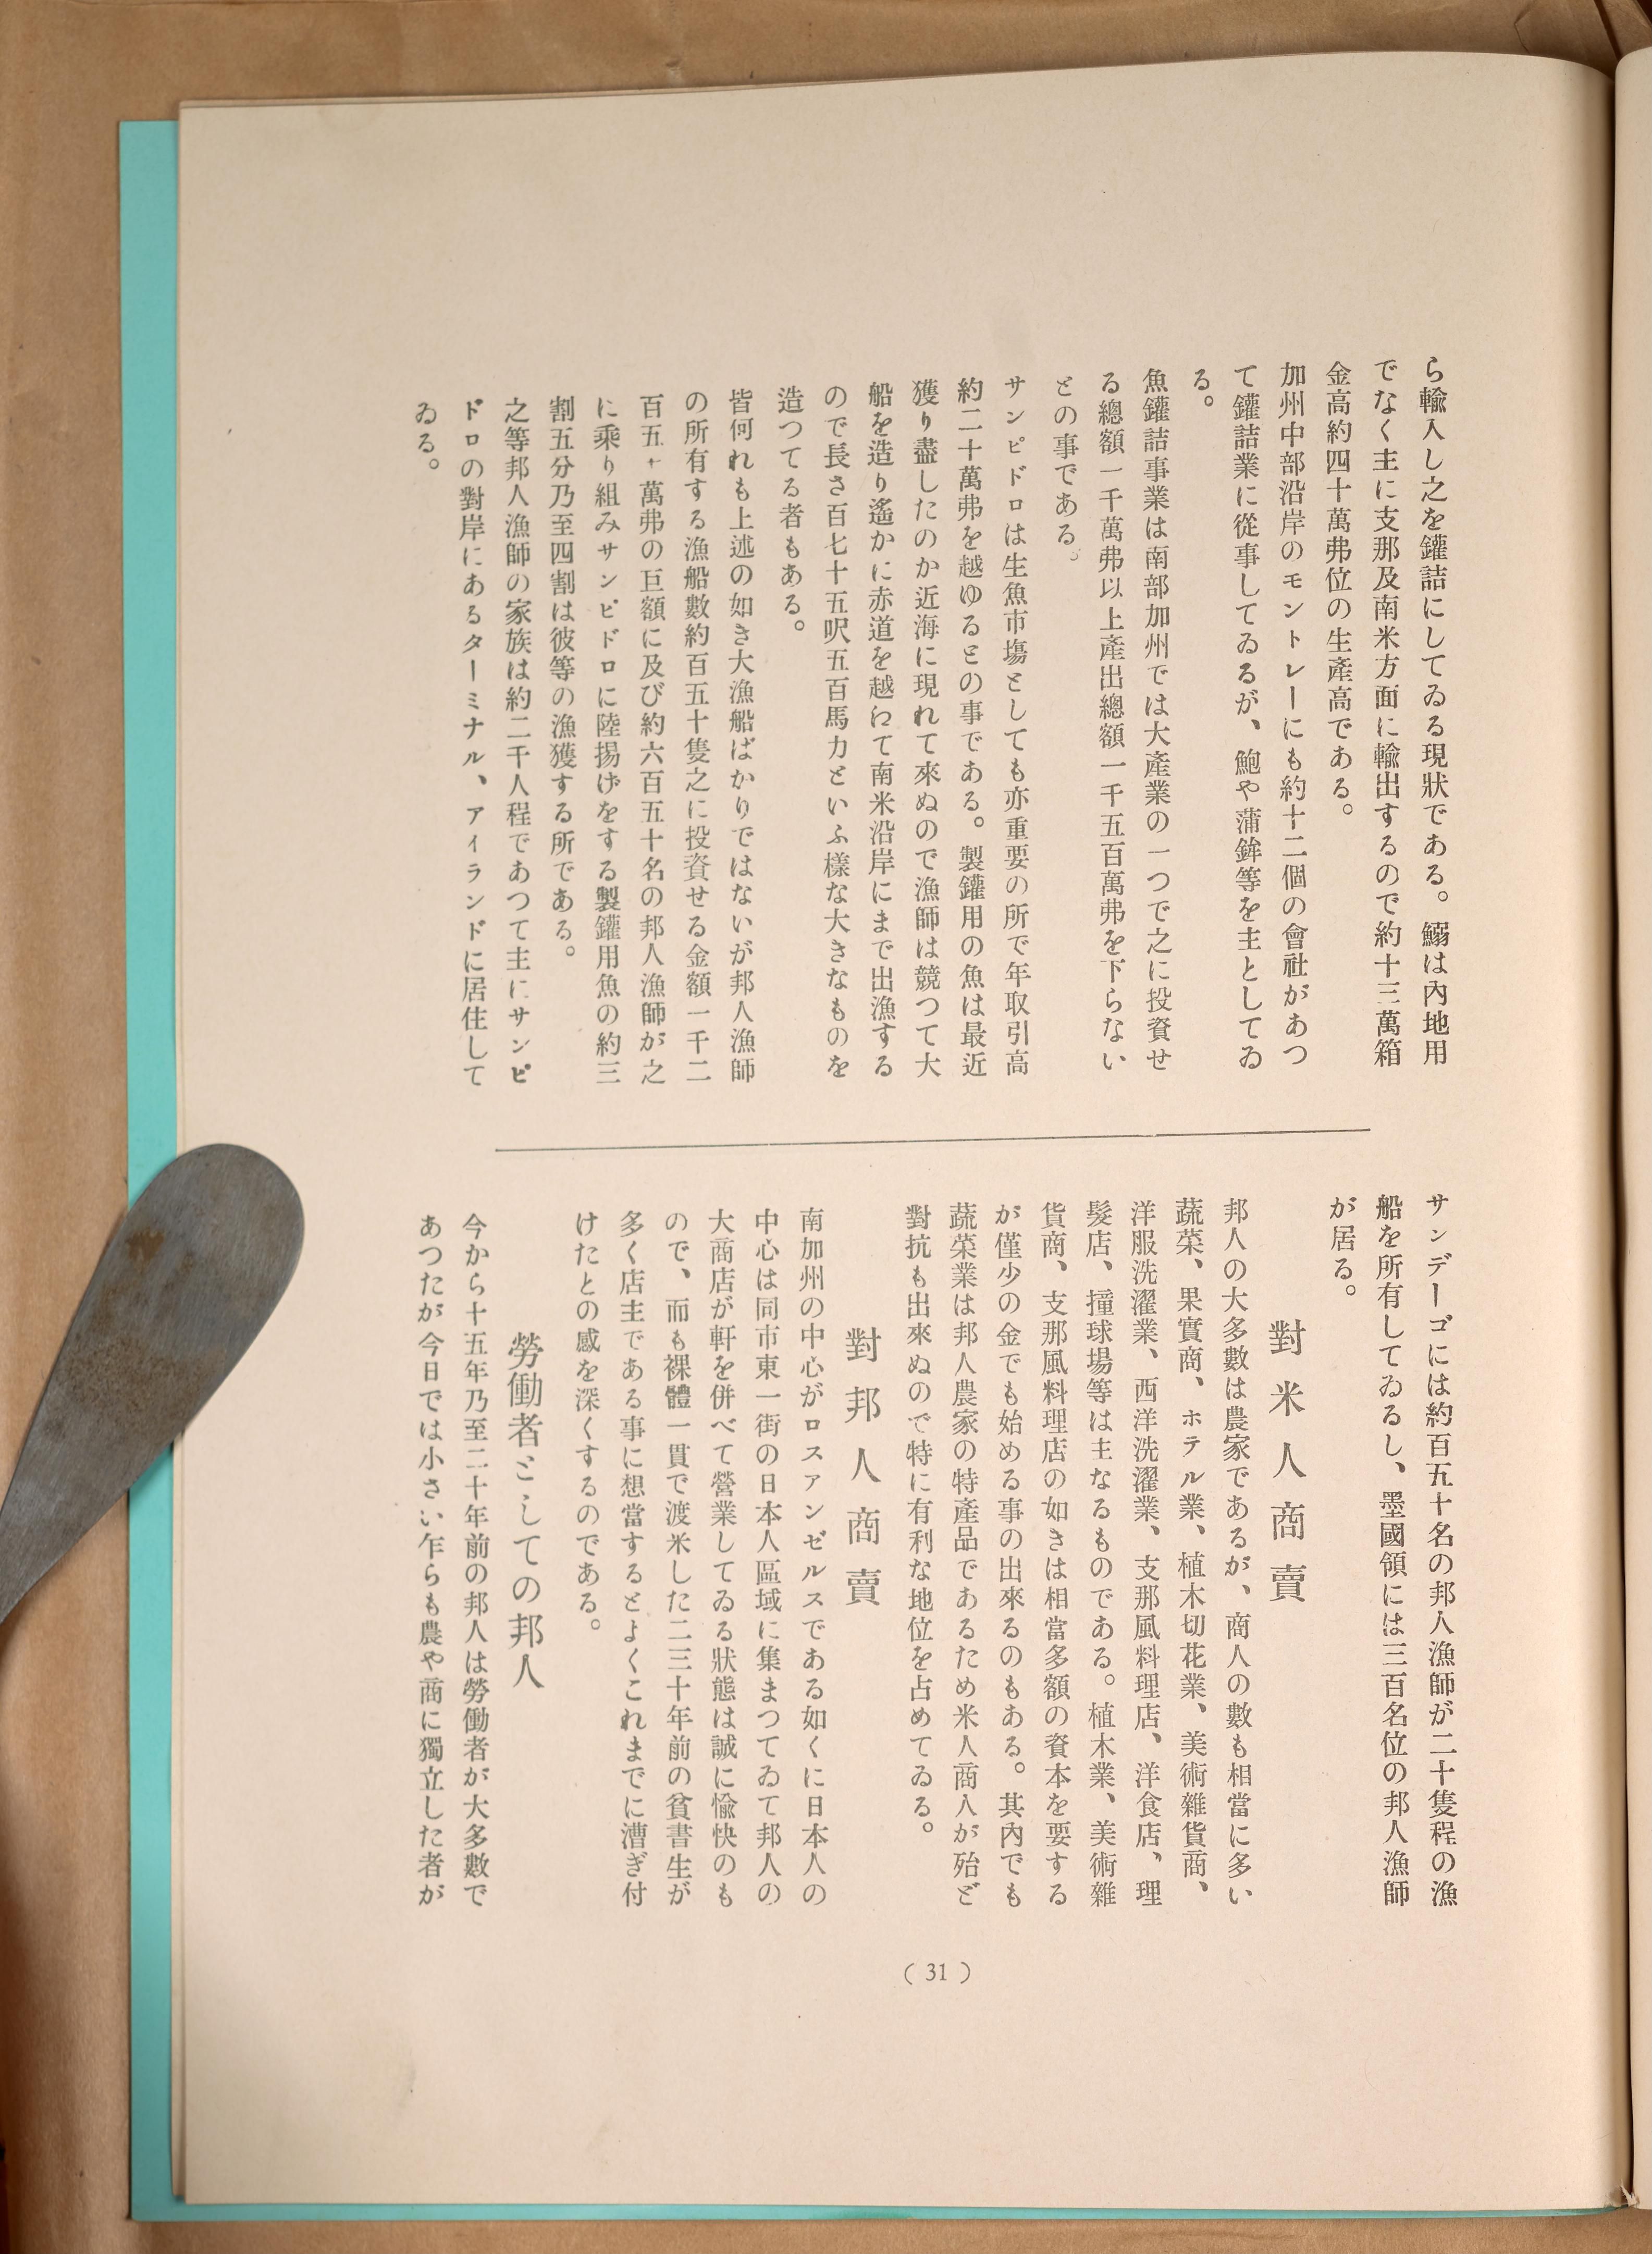 ら輸入し之を鑵詰にしてゐる現狀である。鰯は內地用
でなく主に支那及南米方面に輸出するので約十三萬箱
金高約四十萬弗位の生產高である。
加州中部沿岸のモントレーにも約十二個の會社があつ
て鑵詰業に從事してゐるが、鮑や蒲鉾等を主としてゐ
る。
魚鑵詰事業は南部加州では大產業の一つで之に投資せ
る總額一千萬弗以上產出總額一千五百萬弗を下らない
との事である。
サンピドロは生魚市塲としても亦重要の所で年取引高
約二十萬弗を越ゆるとの事である。製鑵用の魚は最近
獲り盡したのか近海に現れて來ぬので漁師は競つて大
船を造り遙かに赤道を越えて南米沿岸にまで出漁する
ので長さ百七十五呎五百馬力といふ樣な大きなものを
造つてる者もある。
皆何れも上述の如き大漁船ばかりではないが邦人漁師
の所有する漁船數約百五十隻之に投資せる金額一千二
百五十萬弗の巨額に及び約六百五十名の邦人漁師が之
に乘り組みサンピドロに陸揚げをする製鑵用魚の約三
割五分乃至四割は彼等の漁獲する所である。
之等邦人漁師の家族は約二千人程であつて主にサンピ
ドロの對岸にあるターミナル、アイランドに居住して
ゐる。
サンデーゴには約百五十名の邦人漁師が二十隻程の漁
船を所有してゐるし、墨國領には三百名位の邦人漁師
が居る。
對米人商賣
邦人の大多數は農家であるが、商人の數も相當に多い
蔬菜、果實商、ホテル業、植木切花業、美術雜貨商、
洋服洗濯業、西洋洗濯業、支那風料理店、洋食店、理
髮店、撞球場等は主なるものである。植木業、美術雜
貨商、支那風料理店の如きは相當多額の資本を要する
が僅少の金でも始める事の出來るのもある。其內でも
蔬菜業は邦人農家の特產品であるため米人商人が殆ど
對抗も出來ぬので特に有利な地位を占めてゐる。
對邦人商賣
南加州の中心がロスアンゼルスである如くに日本人の
中心は同市東一街の日本人區域に集まつてゐて邦人の
大商店が軒を併べて營業してゐる狀態は誠に愉快のも
ので、而も裸體一貫で渡米した二三十年前の貧書生が
多く店主である事に想當するとよくこれまでに漕ぎ付
けたとの感を深くするのである。
勞働者としての邦人
今から十五年乃至二十年前の邦人は勞働者が大多數で
あつたが今日では小さい乍らも農や商に獨立した者が
( 31 )